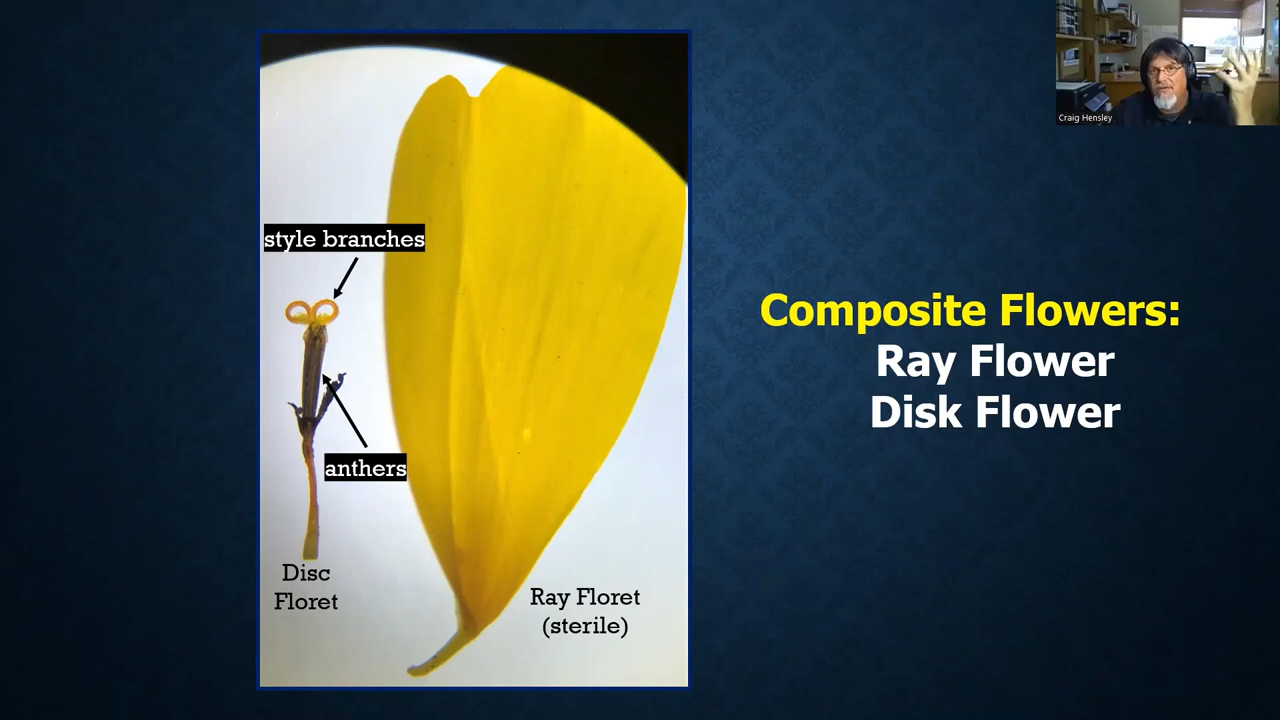 style branches
anthers
Disc
Floret
Ray Floret
(sterile)
Composite Flowers:
Ray Flower
Disk Flower
Craig Hensley